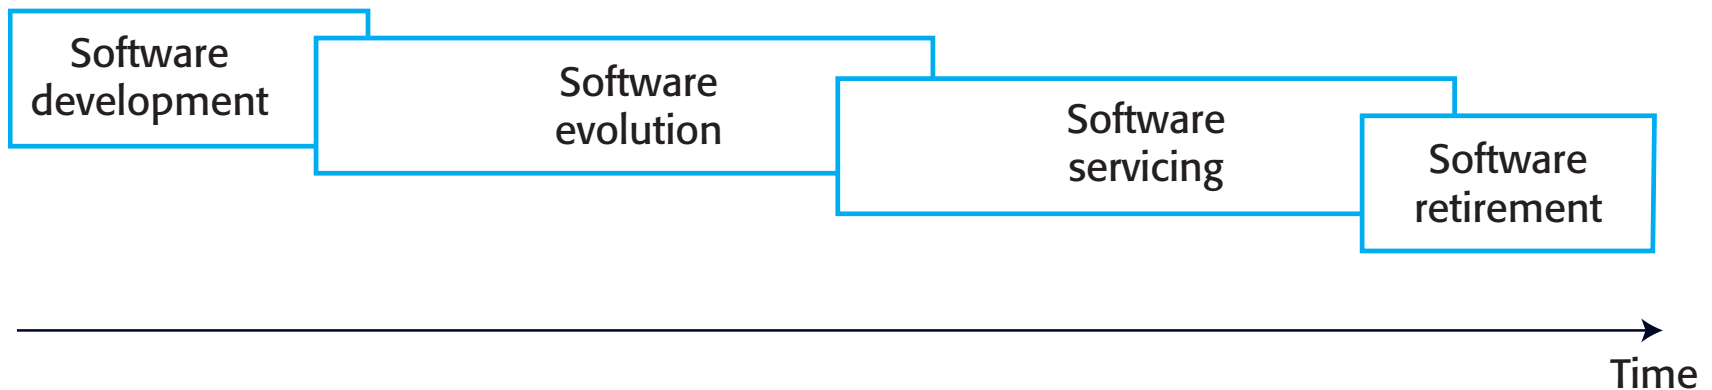 Software
development
Software
evolution
Software
servicing
Software
retirement
Time